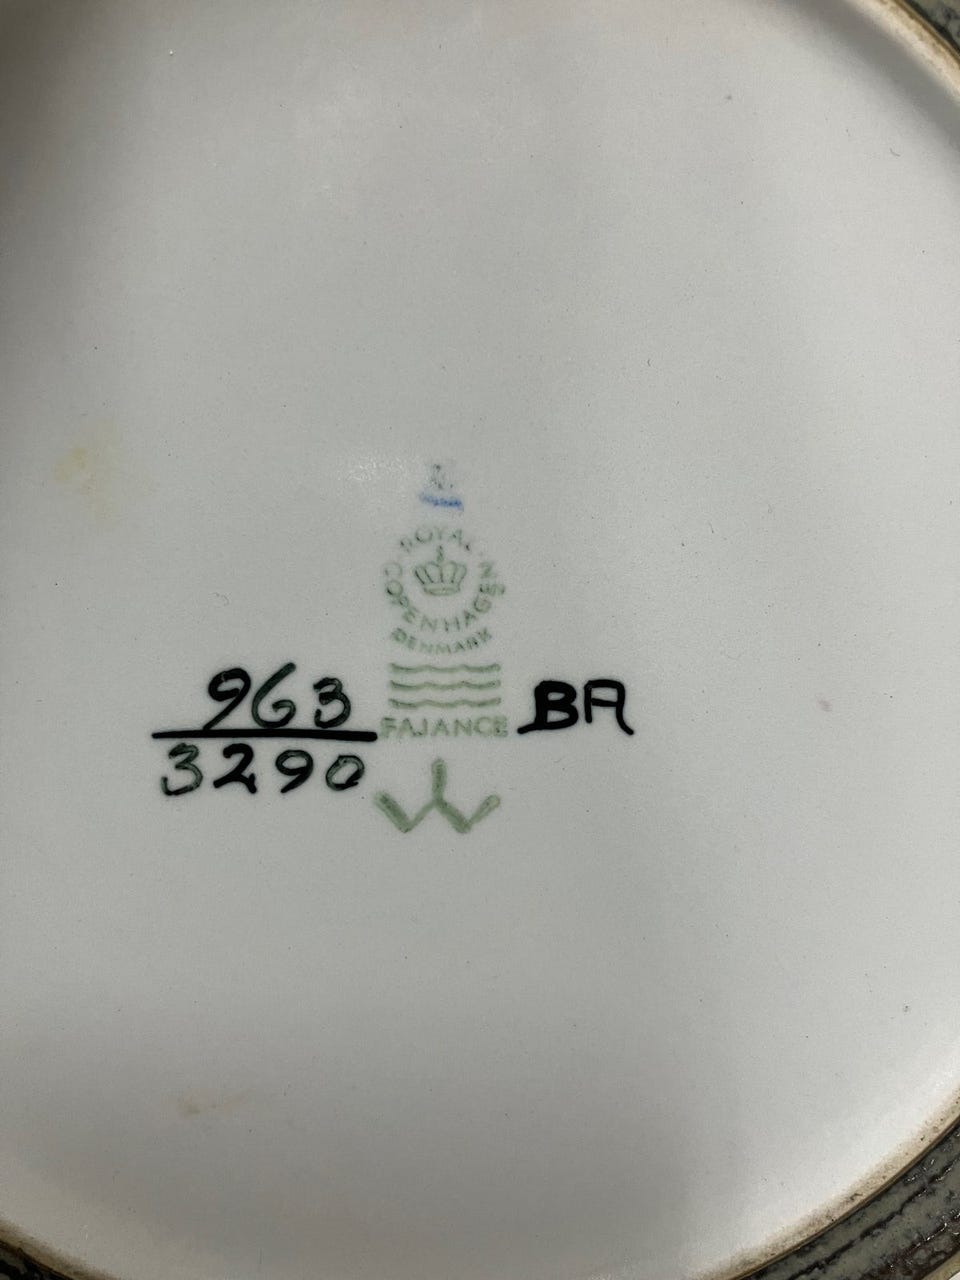 ROYAL COPENHAGEN
DENMARK
FAJANCE
963
3290
BA